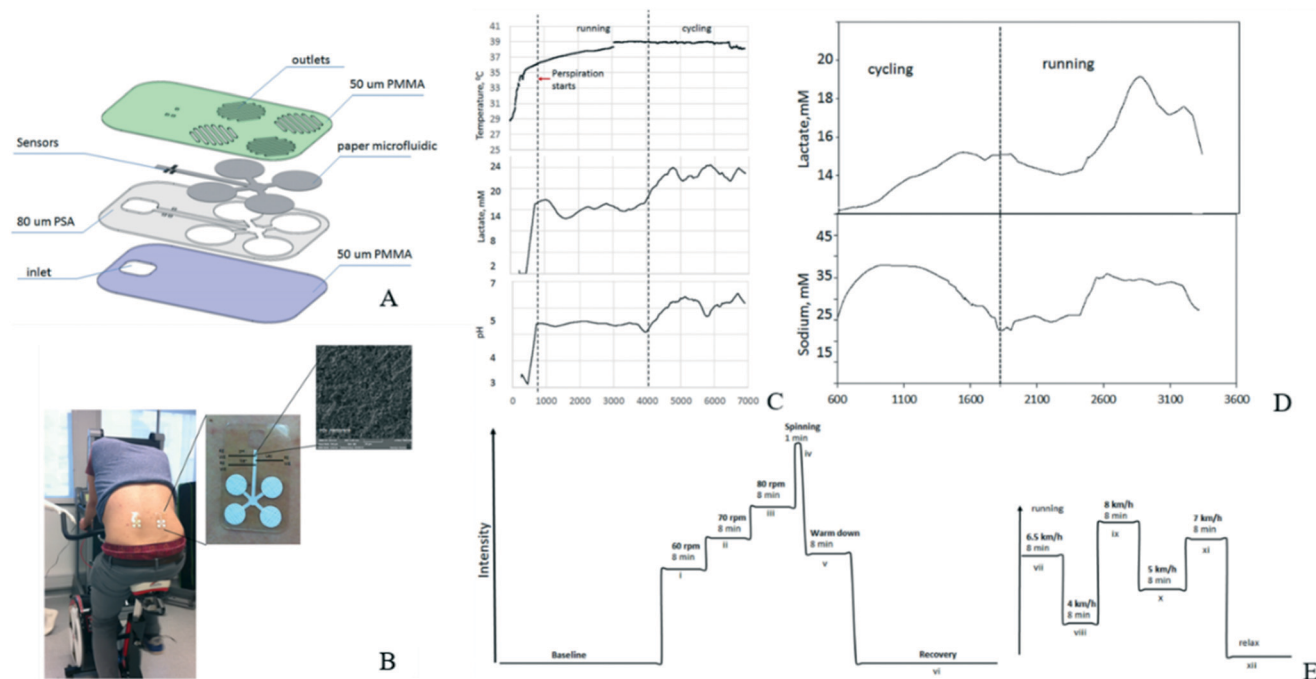 outlets
50 um PMMA
Sensors
paper microfluidic
80 um PSA
inlet
50 um PMMA
A
B
41
39
37
35
33
31
29
27
25
Temperature, ºC
running
cycling
Perspiration
starts
24
20
14
8
2
Lactate, mM
7
5
4
3
pH
0
1000
2000
3000
4000
5000
6000
7000
C
20
18
16
14
Lactate,mM
cycling
running
45
35
25
15
Sodium, mM
600
1100
1600
2100
2600
3100
3600
D
Intensity
Baseline
60 rpm
8 min
i
70 rpm
8 min
ii
80 rpm
8 min
iii
Spinning
1 min
iv
Warm down
8 min
v
Recovery
vi
running
6.5 km/h
8 min
vii
4 km/h
8 min
viii
8 km/h
8 min
ix
5 km/h
8 min
x
7 km/h
8 min
xi
relax
xii
E